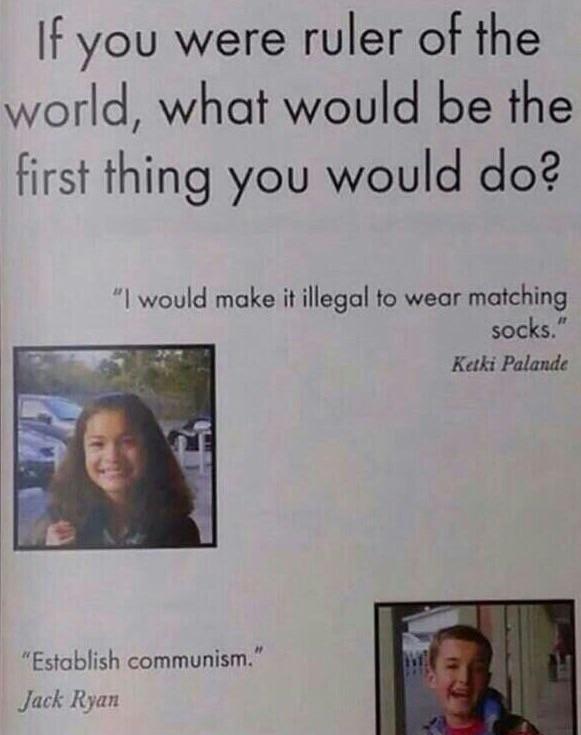 If you were ruler of the
world, what would be the
first thing you would do?
"I would make it illegal to wear matching
socks."
Ketki Palande
"Establish communism."
Jack Ryan